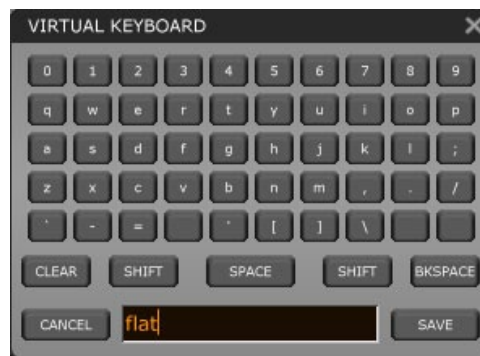 VIRTUAL KEYBOARD
0 1 2 3 4 5 6 7 8 9
q w e r t y u i o p
a s d f g h j k l ;
z x c v b n m , . /
` - = ' [ ] \
CLEAR SHIFT SPACE SHIFT BKSPACE
CANCEL flat SAVE